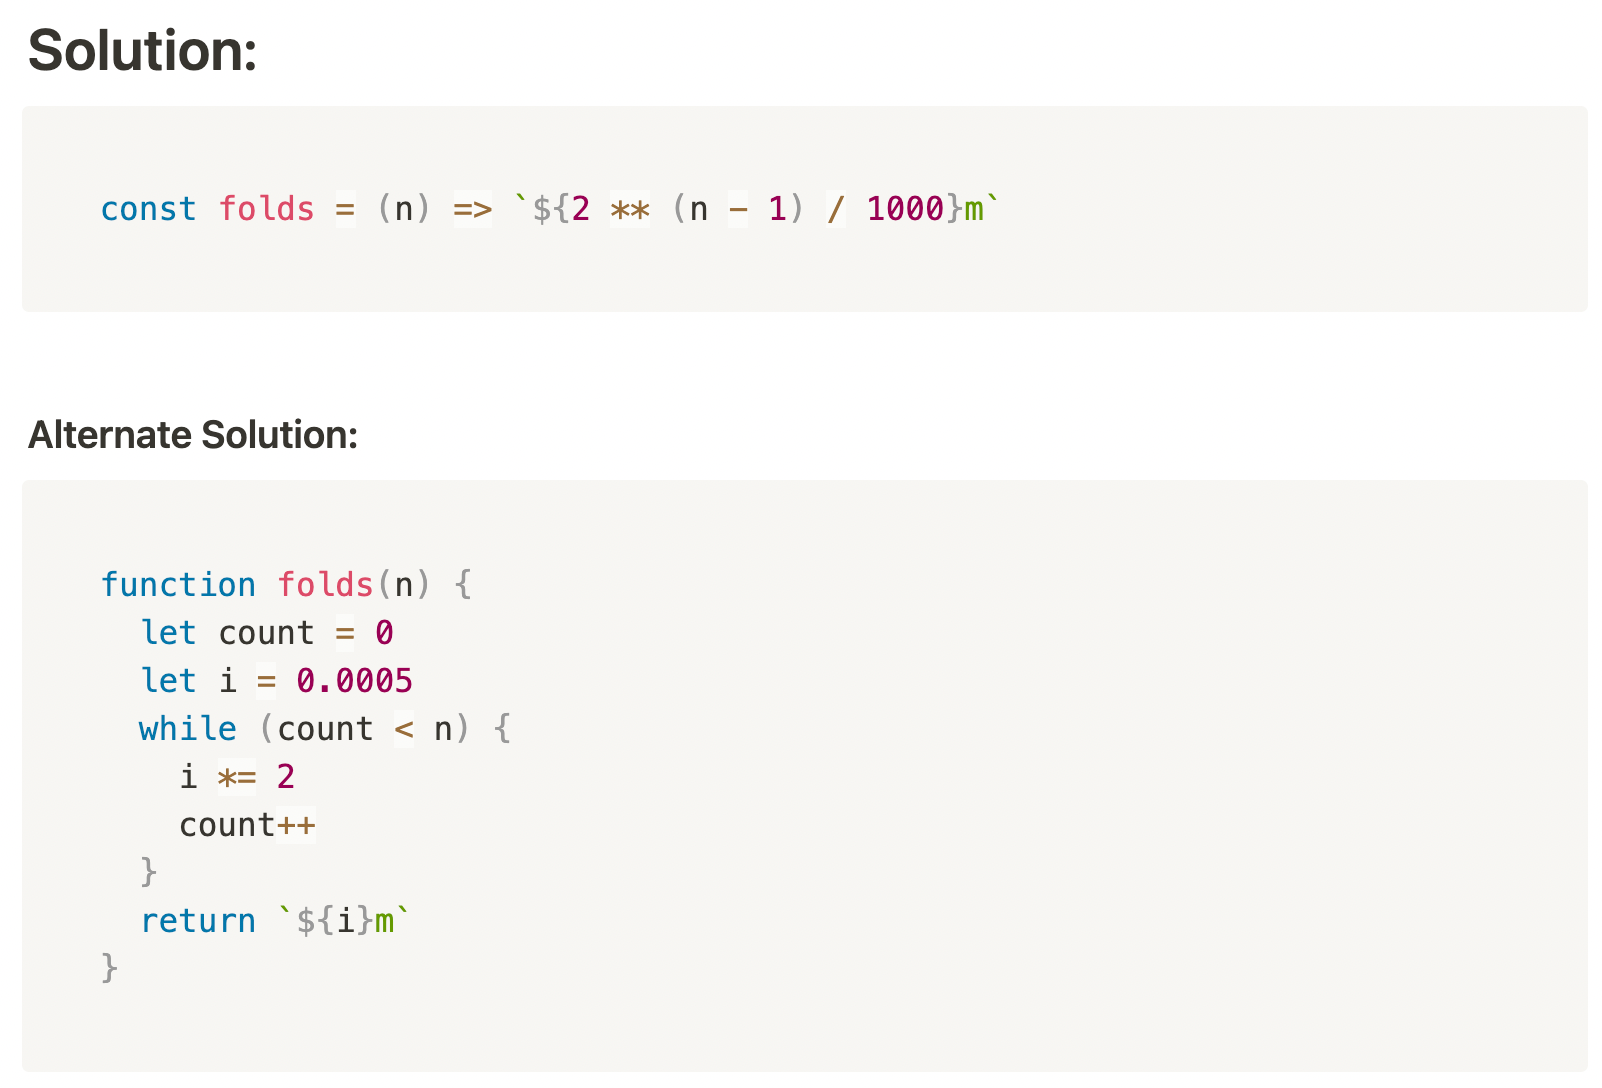 Solution:
const folds = (n) => `${2 ** (n - 1) / 1000}m`
Alternate Solution:
function folds(n) {
  let count = 0
  let i = 0.0005
  while (count < n) {
    i *= 2
    count++
  }
  return `${i}m`
}